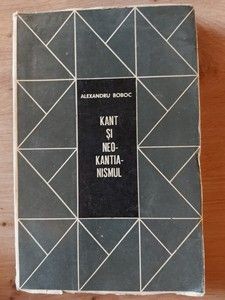 ALEXANDRU BOBOC
KANT
ȘI
NEO-
KANTIA-
NISMUL